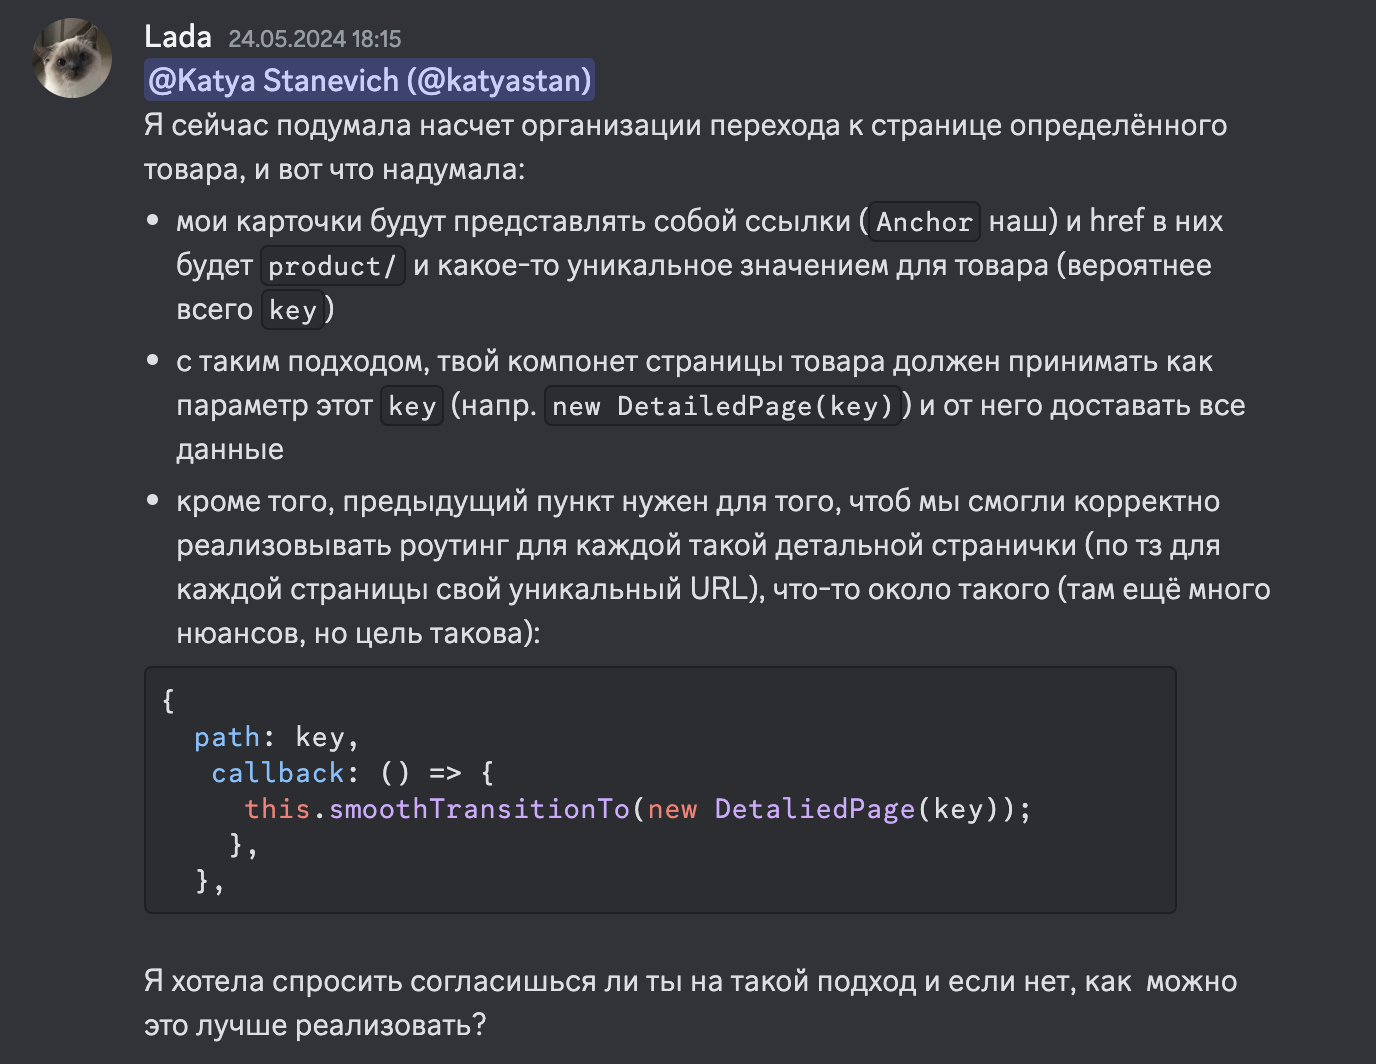 Lada 24.05.2024 18:15
@Katya Stanevich (@katyastan)
Я сейчас подумала насчет организации перехода к странице определённого
товара, и вот что надумала:
• мои карточки будут представлять собой ссылки (Anchor наш) и href в них
будет product/ и какое-то уникальное значением для товара (вероятнее
всего key)
• с таким подходом, твой компонет страницы товара должен принимать как
параметр этот key (напр. new DetailedPage(key)) и от него доставать все
данные
• кроме того, предыдущий пункт нужен для того, чтоб мы смогли корректно
реализовывать роутинг для каждой такой детальной странички (по тз для
каждой страницы свой уникальный URL), что-то около такого (там ещё много
нюансов, но цель такова):
{
path: key,
callback: () => {
this.smoothTransitionTo(new DetaliedPage(key));
},
},
Я хотела спросить согласишься ли ты на такой подход и если нет, как можно
это лучше реализовать?